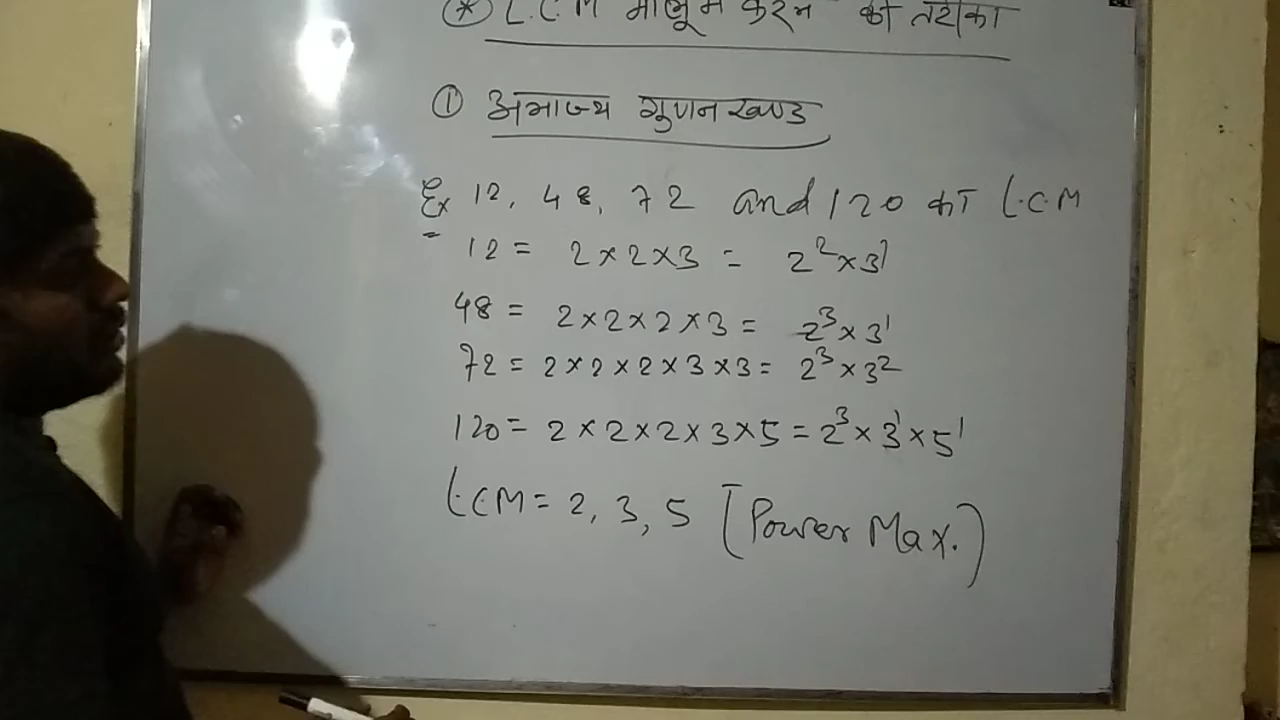 * L.C.M मालूम करने का तरीका
① अभाज्य गुणनखण्ड
Ex 12, 48, 72 and 120 का L.C.M
12 = 2×2×3 = 2²×3¹
48 = 2×2×2×3 = 2³×3¹
72 = 2×2×2×3×3 = 2³×3²
120 = 2×2×2×3×5 = 2³×3¹×5¹
LCM = 2, 3, 5 [Power Max.)